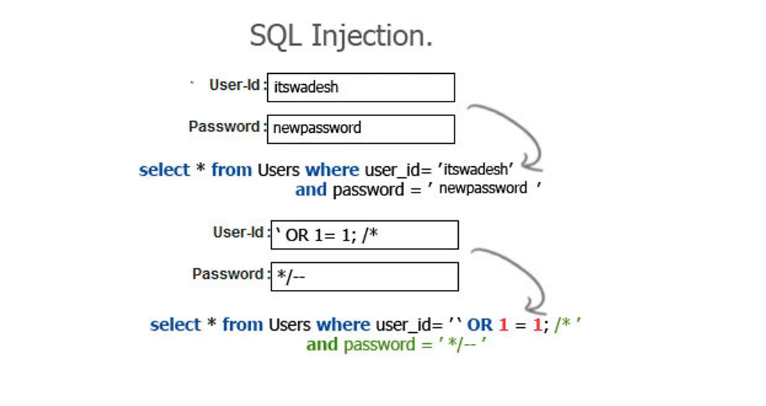 SQL Injection.
User-Id : itswadesh
Password : newpassword
select * from Users where user_id= ’itswadesh’
and password = ’ newpassword ’
User-Id : ‘ OR 1= 1; /*
Password : */--
select * from Users where user_id= ’‘ OR 1 = 1; /* ’
and password = ’ */-- ’